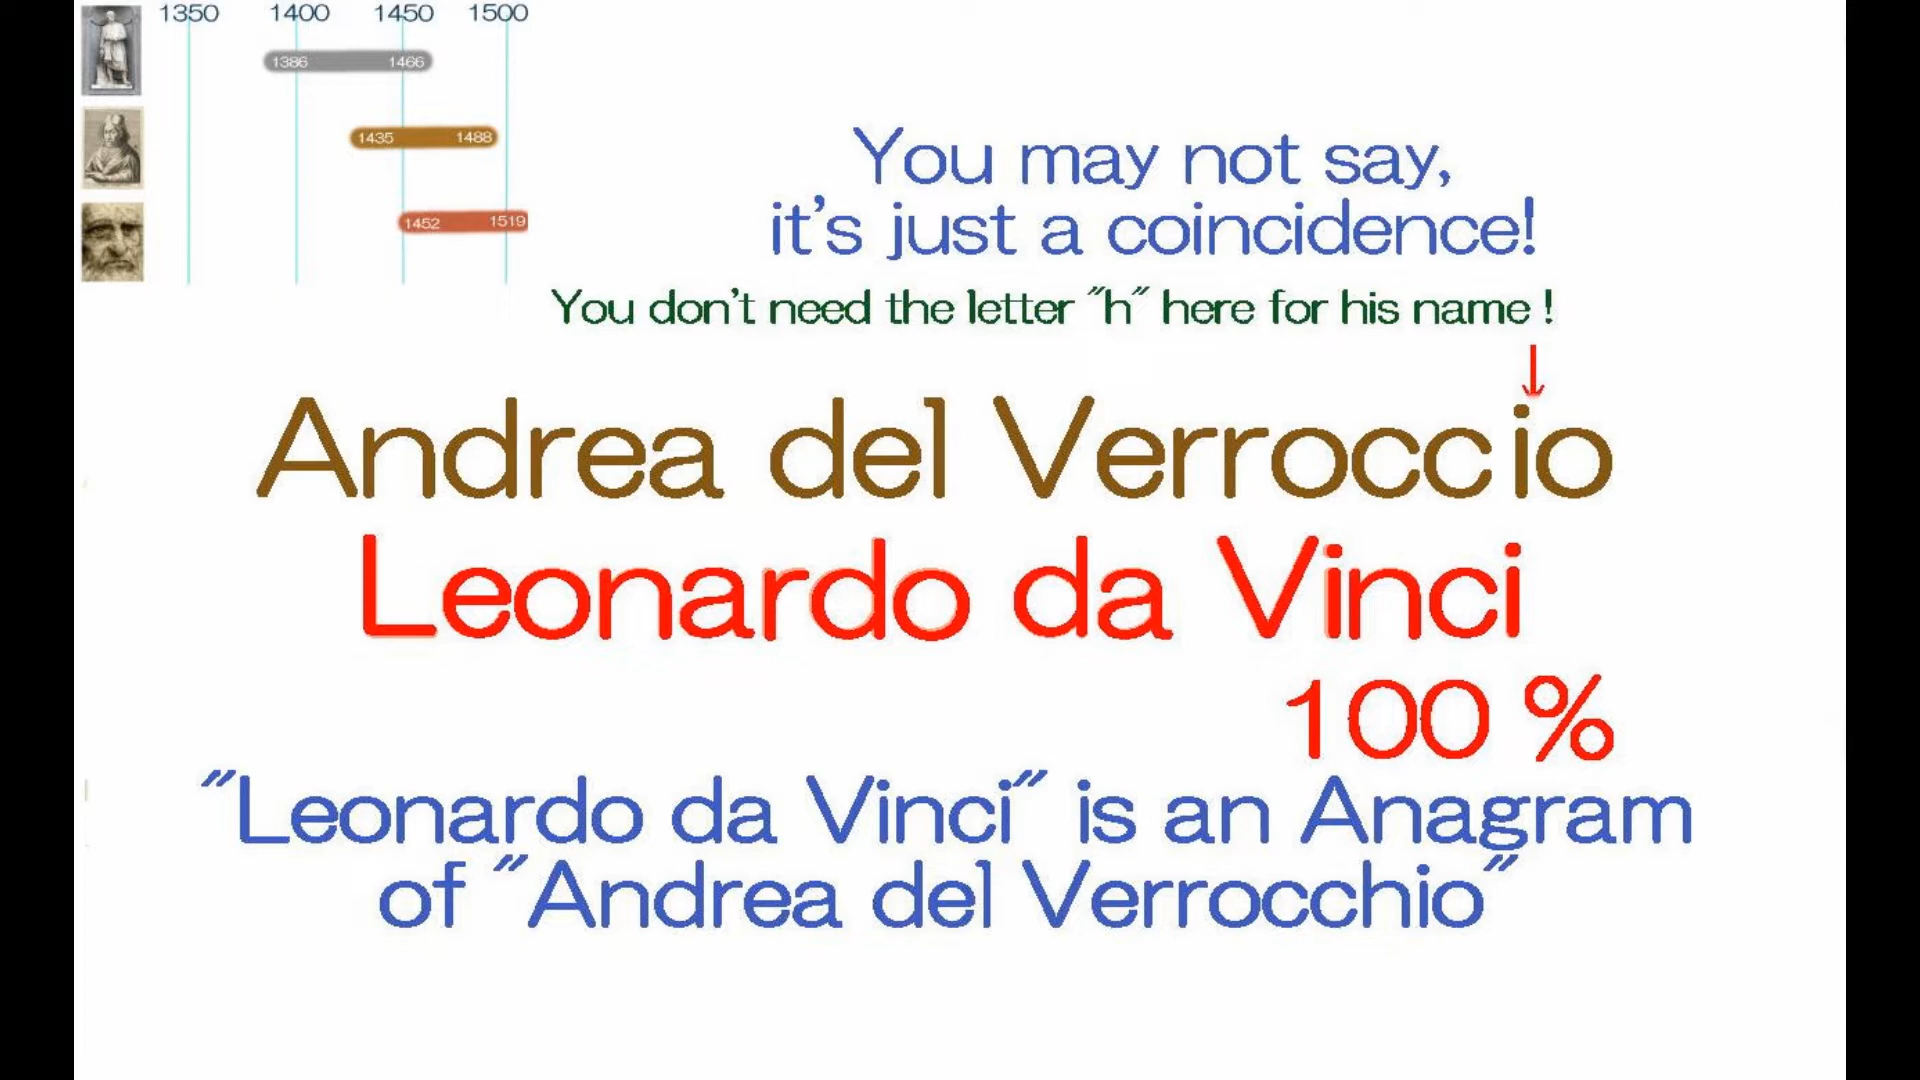 1350 1400 1450 1500
1386 1466
1435 1488
1452 1519
You may not say,
it's just a coincidence!
You don't need the letter "h" here for his name !
↓
Andrea del Verroccio
Leonardo da Vinci
100 %
"Leonardo da Vinci" is an Anagram
of "Andrea del Verrocchio"